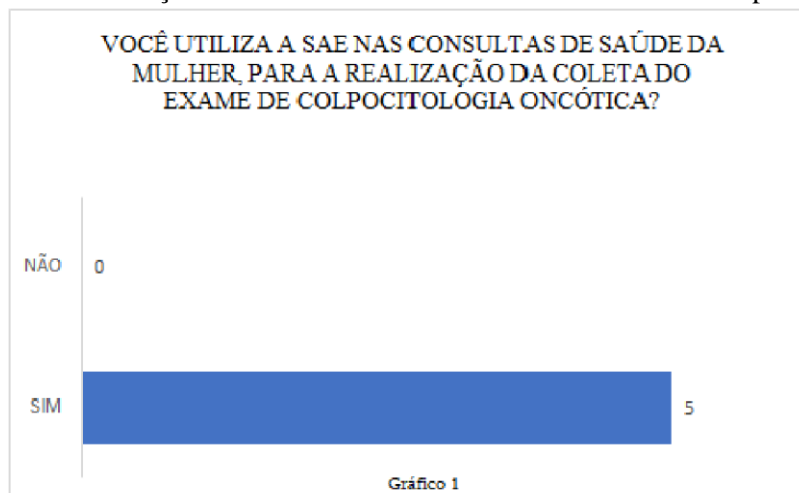 VOCÊ UTILIZA A SAE NAS CONSULTAS DE SAÚDE DA
MULHER, PARA A REALIZAÇÃO DA COLETA DO
EXAME DE COLPOCITOLOGIA ONCÓTICA?
NÃO 0
SIM 5
Gráfico 1